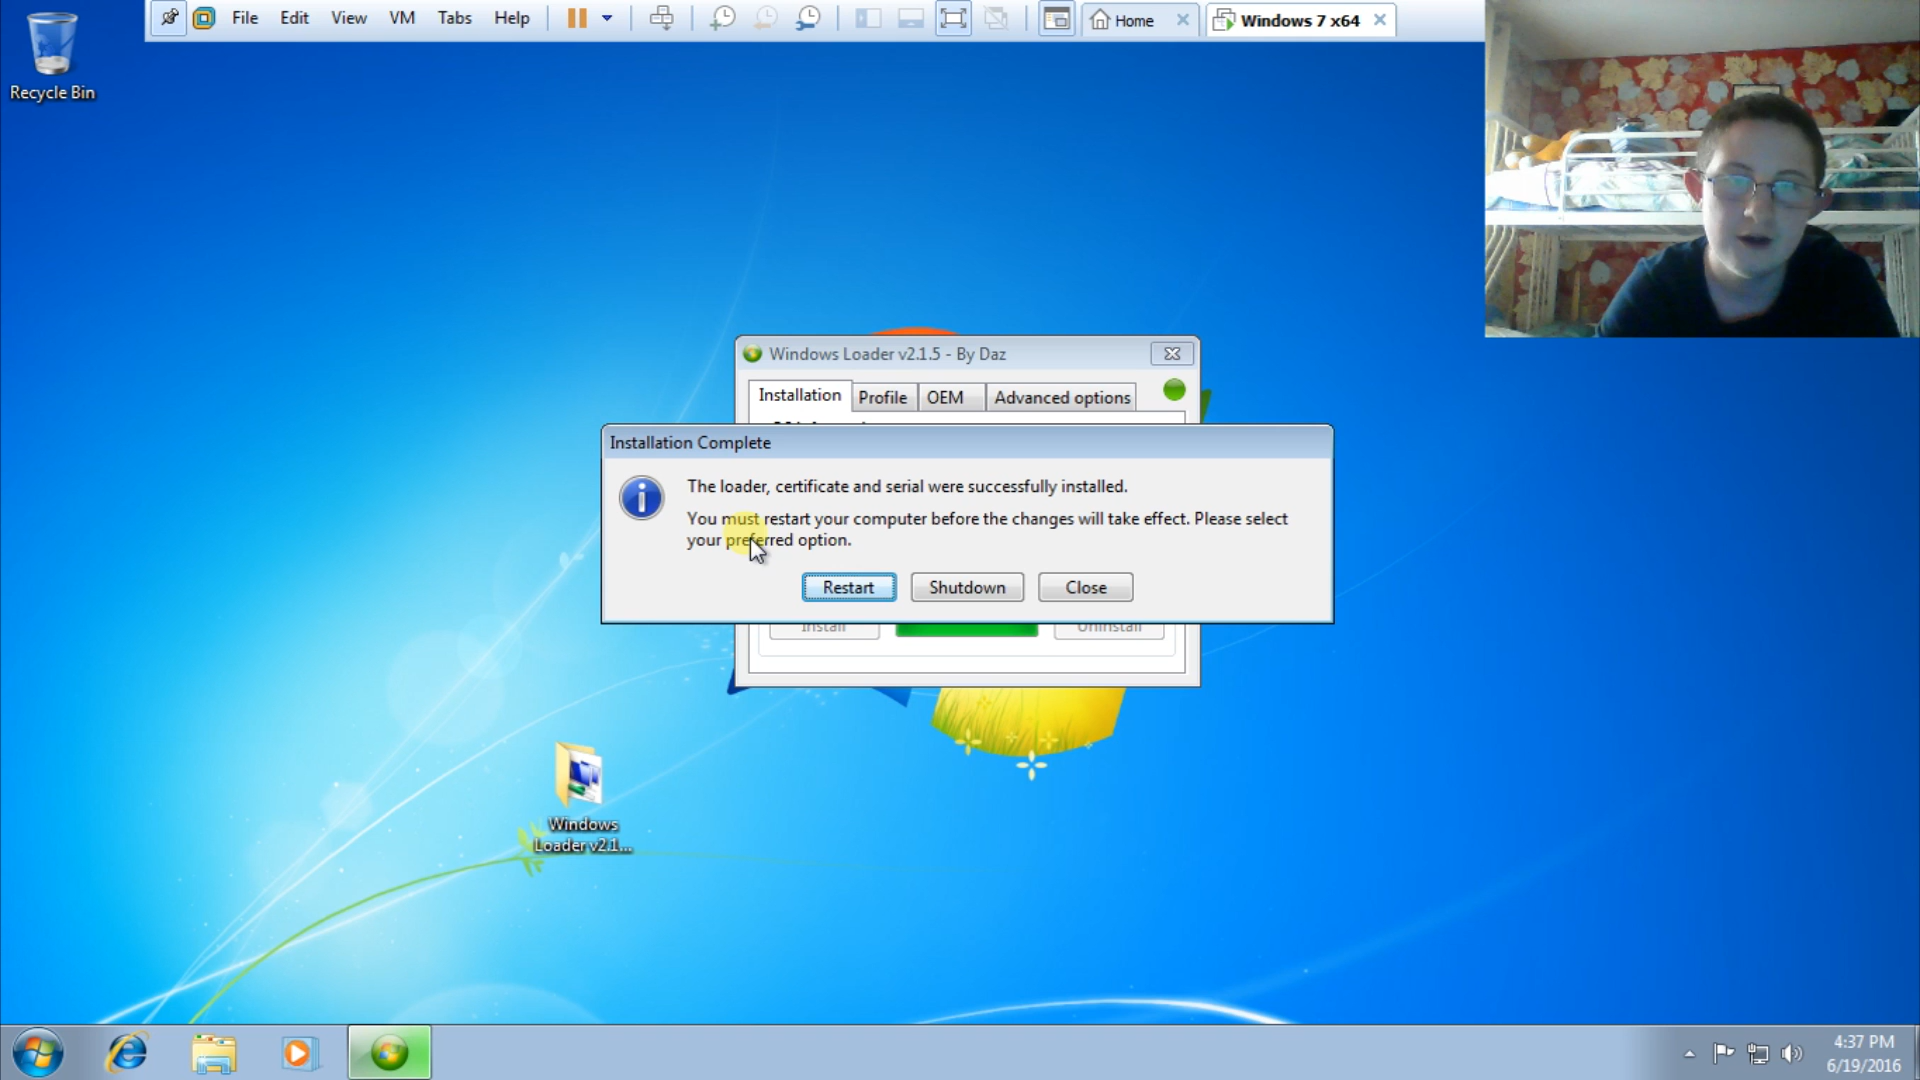 File Edit View VM Tabs Help Home Windows 7 x64
Recycle Bin
Windows Loader v2.1.5 - By Daz
Installation Profile OEM Advanced options
Installation Complete
The loader, certificate and serial were successfully installed.
You must restart your computer before the changes will take effect. Please select
your preferred option.
Restart Shutdown Close
Install Uninstall
Windows
Loader v2.1...
4:37 PM
6/19/2016